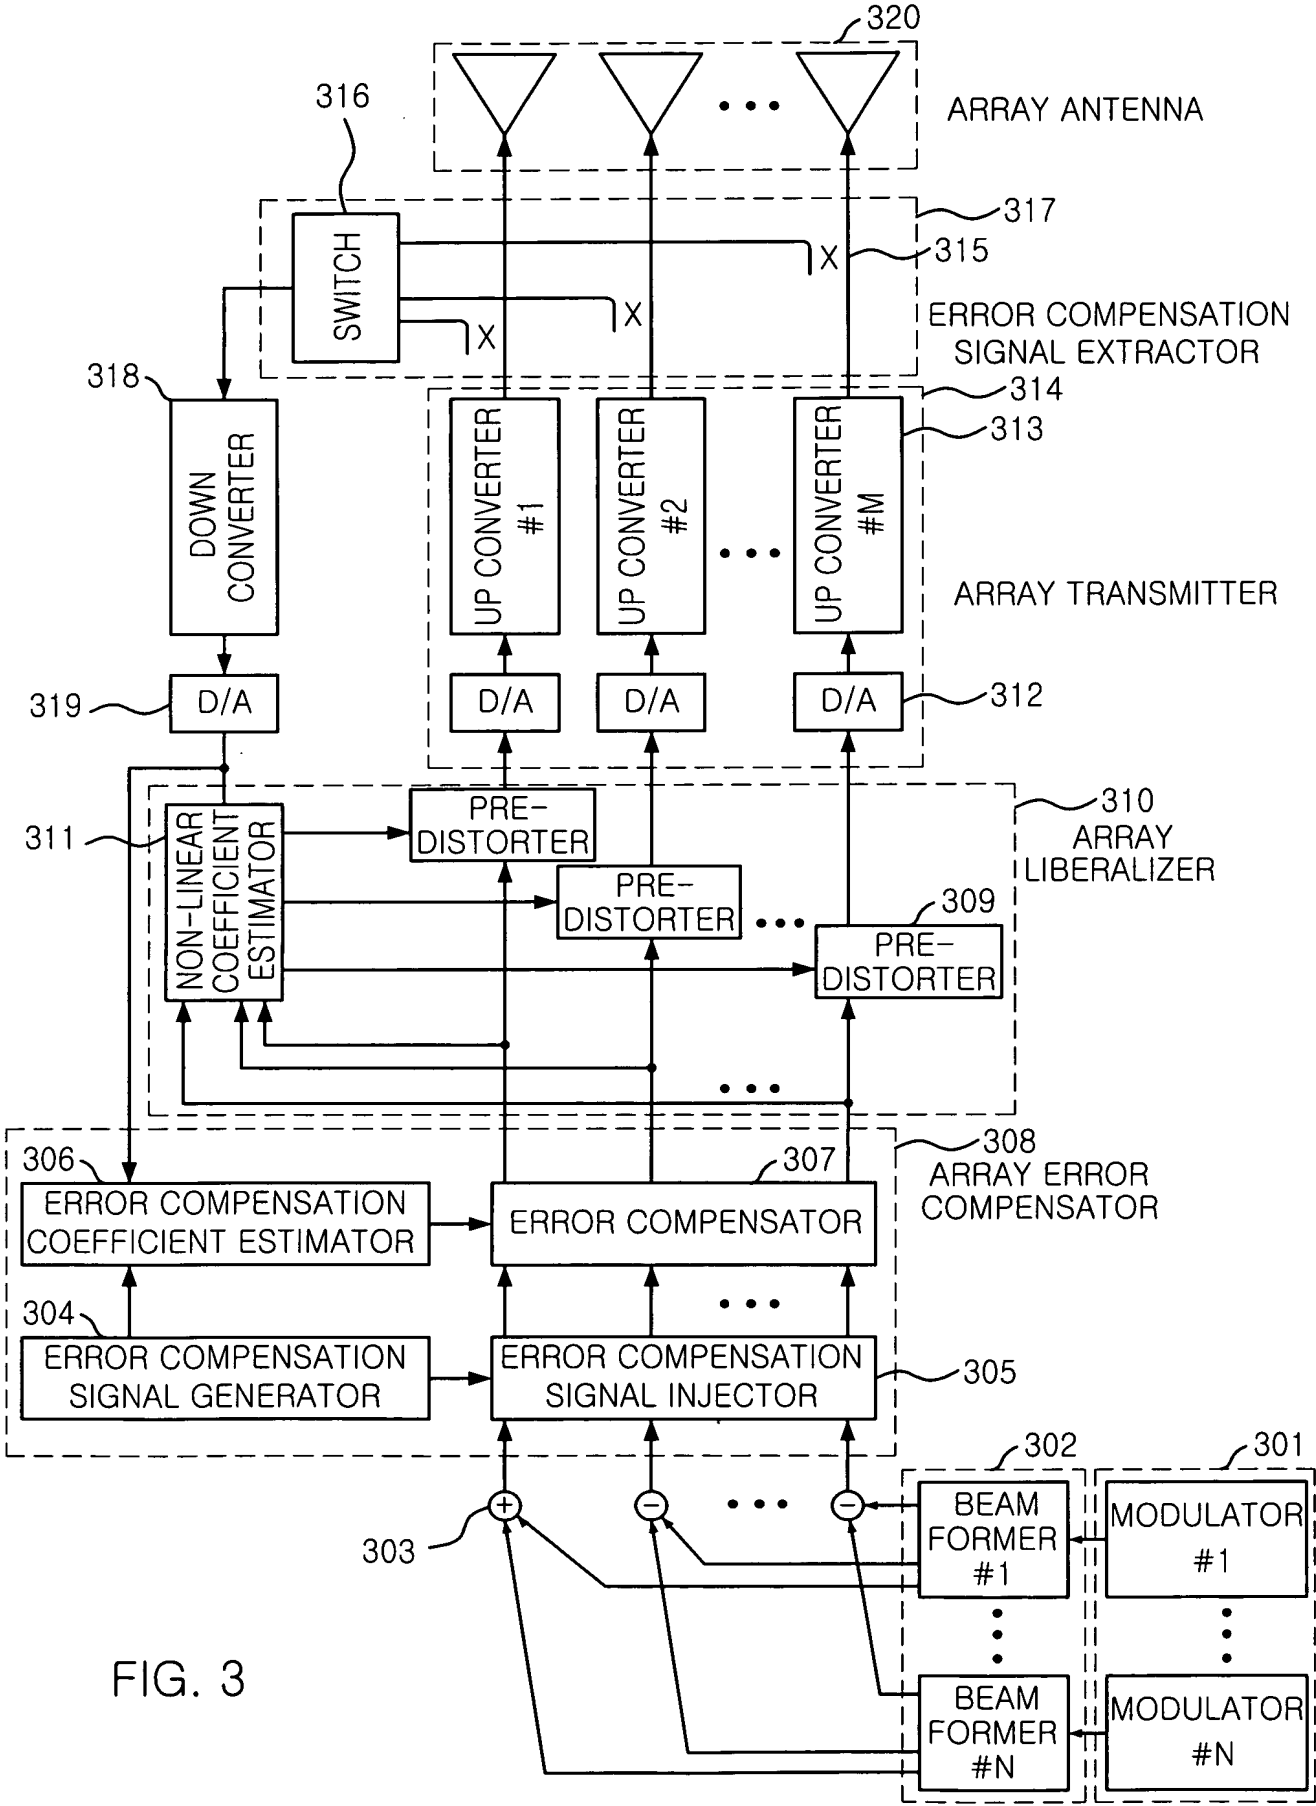 320
ARRAY ANTENNA
316
SWITCH
X
X
X
317
315
ERROR COMPENSATION
SIGNAL EXTRACTOR
318
DOWN
CONVERTER
UP CONVERTER
#1
UP CONVERTER
#2
UP CONVERTER
#M
314
313
ARRAY TRANSMITTER
319
D/A
D/A
D/A
D/A
312
311
NON-LINEAR
COEFFICIENT
ESTIMATOR
PRE-
DISTORTER
PRE-
DISTORTER
309
PRE-
DISTORTER
310
ARRAY
LIBERALIZER
308
ARRAY ERROR
COMPENSATOR
306
ERROR COMPENSATION
COEFFICIENT ESTIMATOR
307
ERROR COMPENSATOR
304
ERROR COMPENSATION
SIGNAL GENERATOR
ERROR COMPENSATION
SIGNAL INJECTOR
305
303
+
-
-
302
BEAM
FORMER
#1
301
MODULATOR
#1
BEAM
FORMER
#N
MODULATOR
#N
FIG. 3